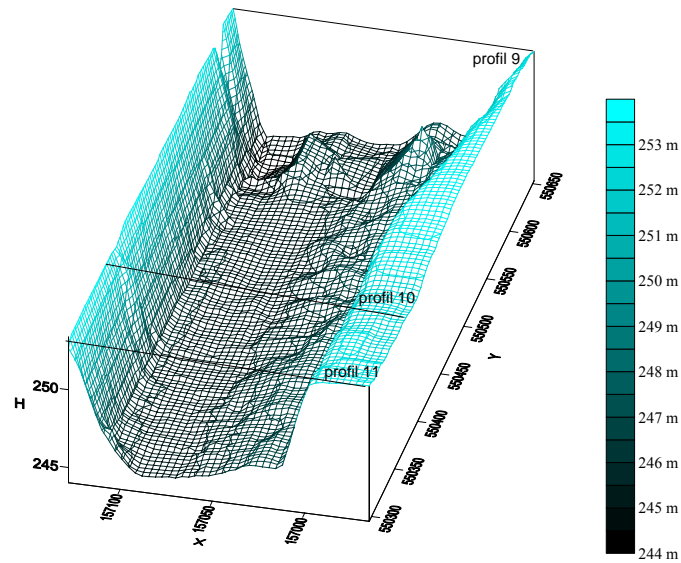 profil 9
profil 10
profil 11
253 m
252 m
251 m
250 m
249 m
248 m
247 m
246 m
245 m
244 m
H
250
245
X
157100
157050
157000
Y
550650
550600
550550
550500
550450
550400
550350
550300